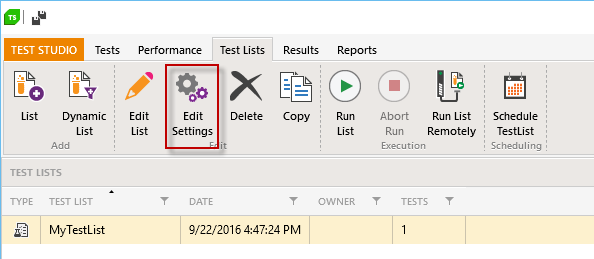 TS
TEST STUDIO Tests Performance Test Lists Results Reports
List Dynamic List Edit List Edit Settings Delete Copy Run List Abort Run Run List Remotely Schedule TestList
Add Edit Execution Scheduling
TEST LISTS
TYPE TEST LIST DATE OWNER TESTS
MyTestList 9/22/2016 4:47:24 PM 1